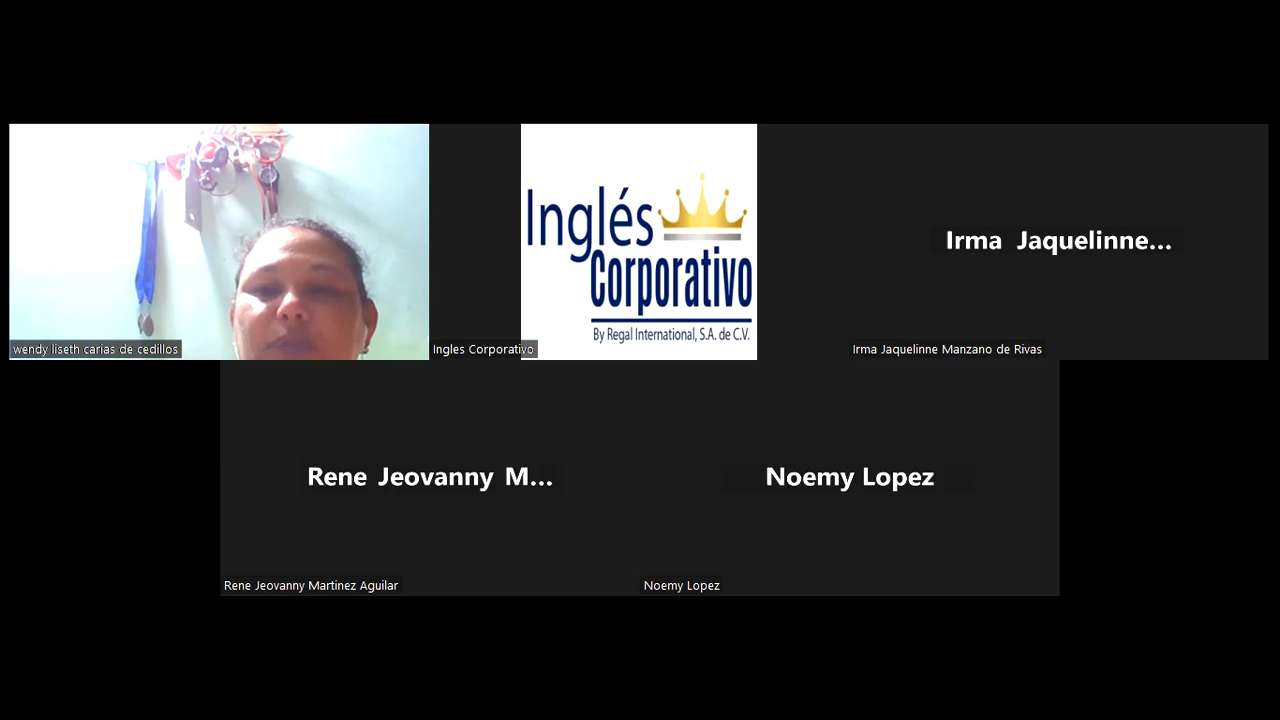 Inglés
Corporativo
By Regal International, S.A. de C.V.
Irma Jaquelinne...
wendy liseth carias de cedillos
Ingles Corporativo
Irma Jaquelinne Manzano de Rivas
Rene Jeovanny M...
Noemy Lopez
Rene Jeovanny Martinez Aguilar
Noemy Lopez